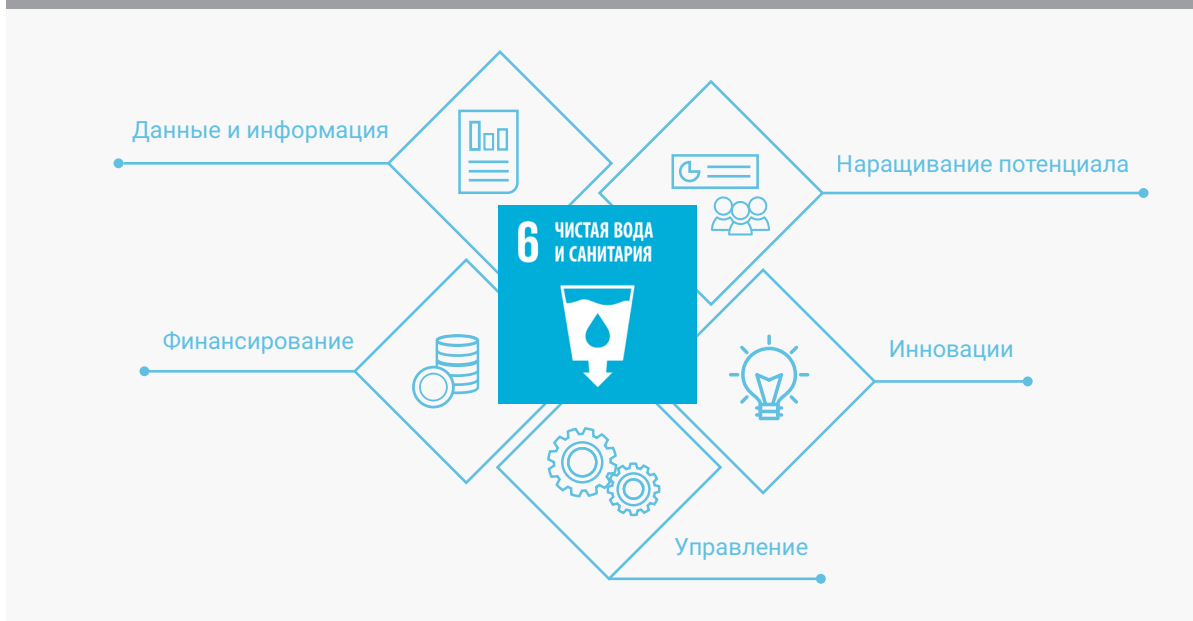 Данные и информация
Наращивание потенциала
6 ЧИСТАЯ ВОДА
И САНИТАРИЯ
Финансирование
Инновации
Управление